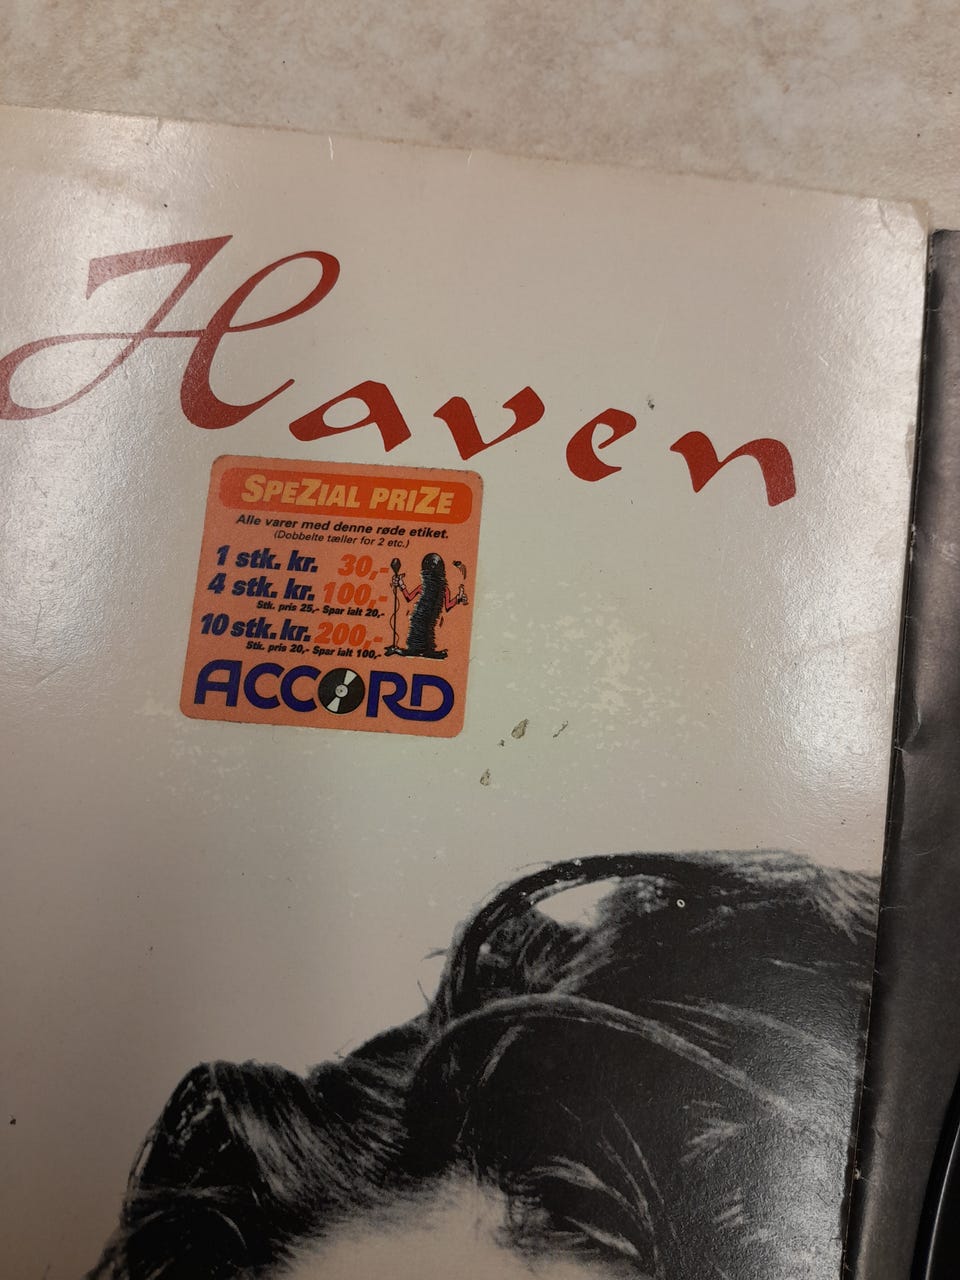 Haven
SPEZIAL PRIZE
Alle varer med denne røde etiket.
(Dobbelte tæller for 2 etc.)
1 stk. kr. 30,-
4 stk. kr. 100,-
Stk. pris 25,- Spar ialt 20,-
10 stk. kr. 200,-
Stk. pris 20,- Spar ialt 100,-
ACCORD